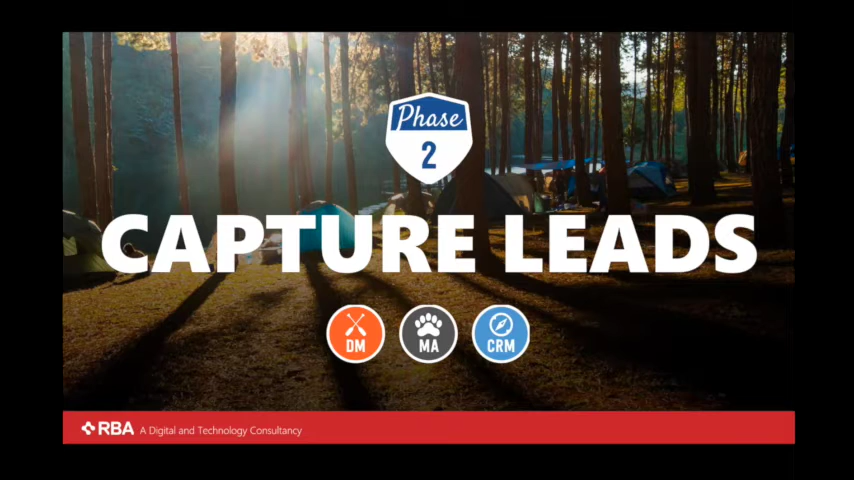 Phase
2
CAPTURE LEADS
DM MA CRM
RBA A Digital and Technology Consultancy